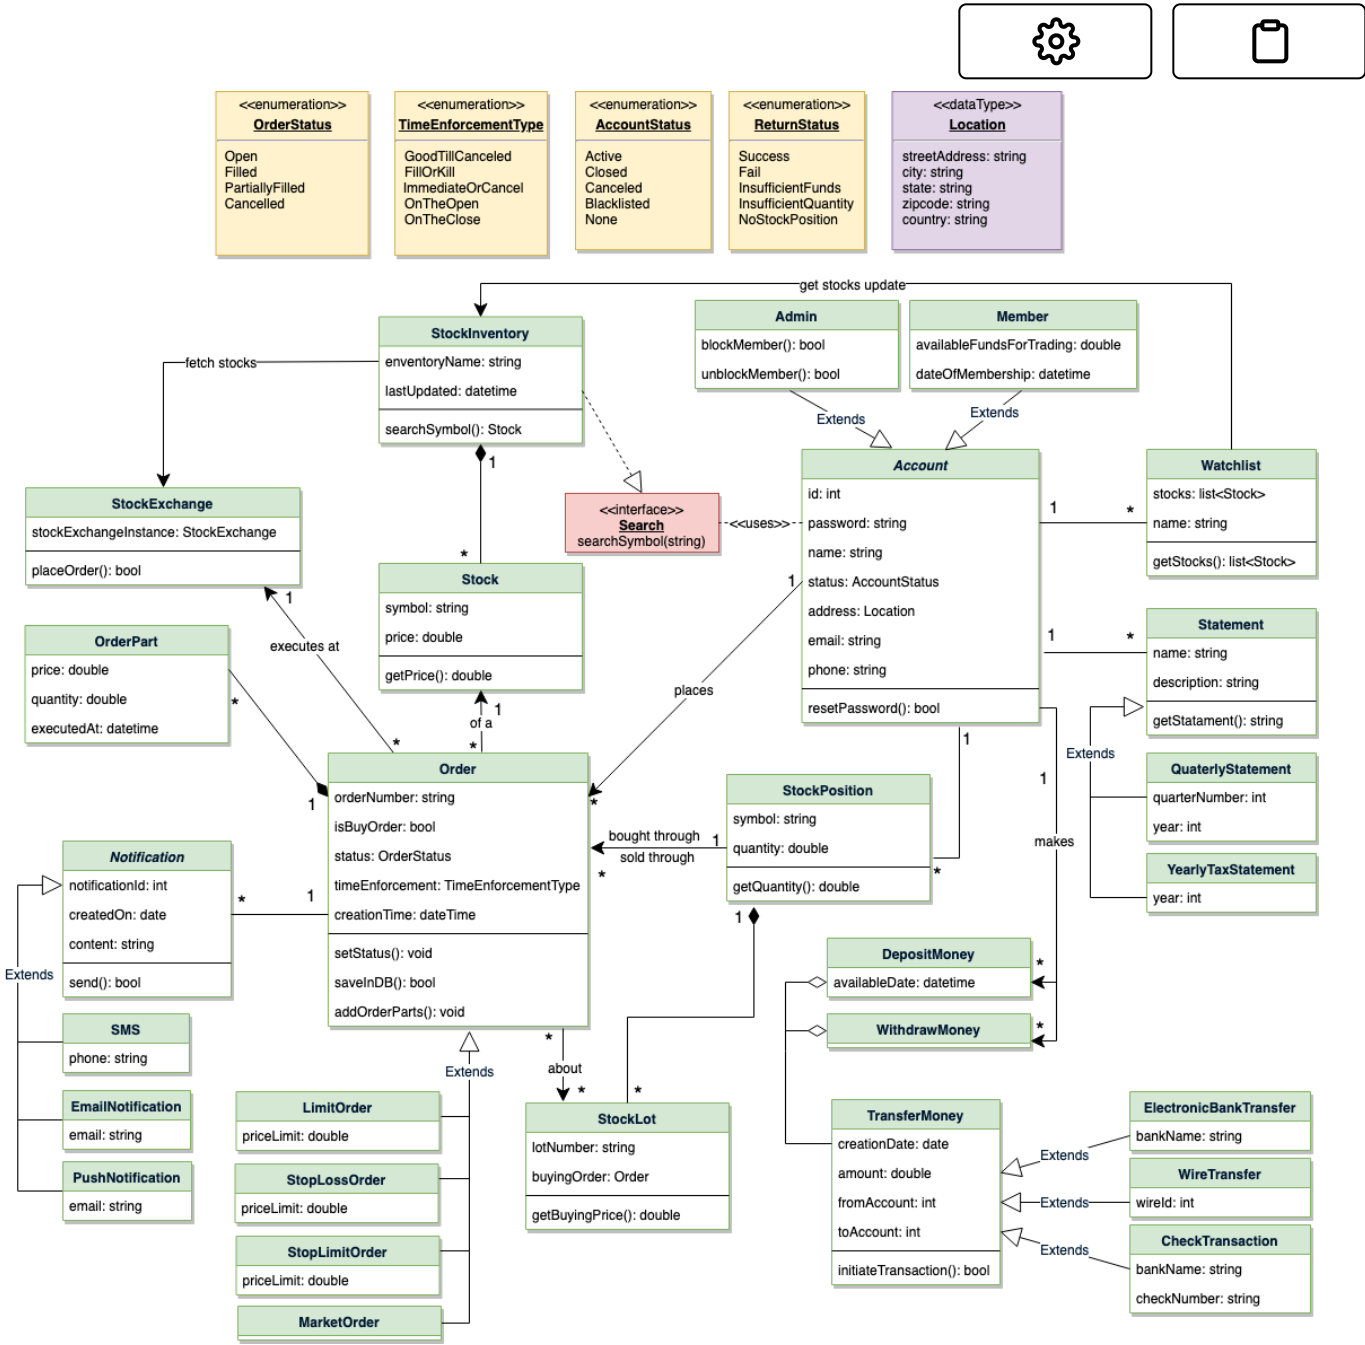 <<enumeration>>
OrderStatus
Open
Filled
PartiallyFilled
Cancelled
<<enumeration>>
TimeEnforcementType
GoodTillCanceled
FillOrKill
ImmediateOrCancel
OnTheOpen
OnTheClose
<<enumeration>>
AccountStatus
Active
Closed
Canceled
Blacklisted
None
<<enumeration>>
ReturnStatus
Success
Fail
InsufficientFunds
InsufficientQuantity
NoStockPosition
<<dataType>>
Location
streetAddress: string
city: string
state: string
zipcode: string
country: string
get stocks update
StockInventory
enventoryName: string
lastUpdated: datetime
searchSymbol(): Stock
Admin
blockMember(): bool
unblockMember(): bool
Member
availableFundsForTrading: double
dateOfMembership: datetime
fetch stocks
Extends
Extends
1
StockExchange
stockExchangeInstance: StockExchange
placeOrder(): bool
<<interface>>
Search
searchSymbol(string)
<<uses>>
Account
id: int
password: string
name: string
status: AccountStatus
address: Location
email: string
phone: string
resetPassword(): bool
1
*
Watchlist
stocks: list<Stock>
name: string
getStocks(): list<Stock>
*
Stock
symbol: string
price: double
getPrice(): double
1
1
executes at
*
OrderPart
price: double
quantity: double
executedAt: datetime
*
1
1
of a
*
places
*
1
*
Statement
name: string
description: string
getStatament(): string
Extends
QuaterlyStatement
quarterNumber: int
year: int
YearlyTaxStatement
year: int
Order
orderNumber: string
isBuyOrder: bool
status: OrderStatus
timeEnforcement: TimeEnforcementType
creationTime: dateTime
setStatus(): void
saveInDB(): bool
addOrderParts(): void
1
*
StockPosition
symbol: string
quantity: double
getQuantity(): double
bought through
sold through
1
*
1
makes
*
*
Notification
notificationId: int
createdOn: date
content: string
send(): bool
*
1
Extends
SMS
phone: string
EmailNotification
email: string
PushNotification
email: string
Extends
LimitOrder
priceLimit: double
StopLossOrder
priceLimit: double
StopLimitOrder
priceLimit: double
MarketOrder
*
about
*
1
*
StockLot
lotNumber: string
buyingOrder: Order
getBuyingPrice(): double
DepositMoney
availableDate: datetime
WithdrawMoney
TransferMoney
creationDate: date
amount: double
fromAccount: int
toAccount: int
initiateTransaction(): bool
Extends
Extends
Extends
ElectronicBankTransfer
bankName: string
WireTransfer
wireId: int
CheckTransaction
bankName: string
checkNumber: string